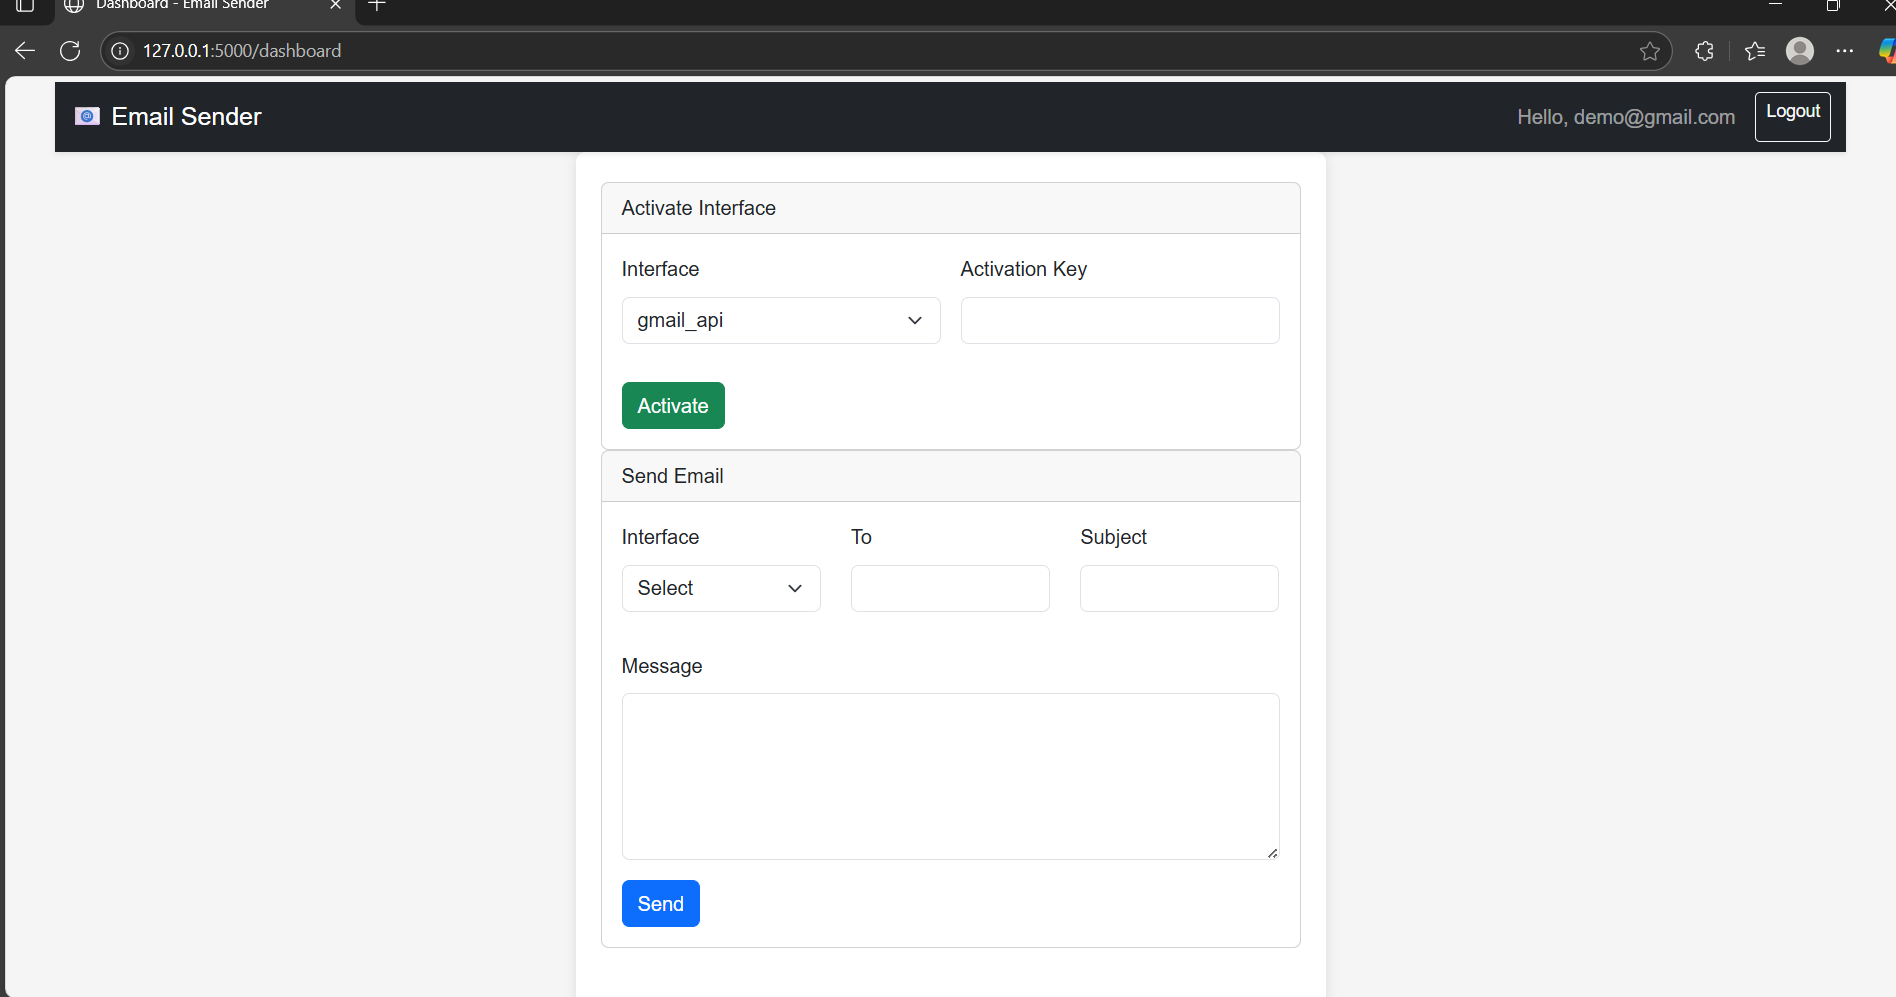 Dashboard - Email Sender
127.0.0.1:5000/dashboard
@ Email Sender
Hello, demo@gmail.com
Logout
Activate Interface
Interface
Activation Key
gmail_api
Activate
Send Email
Interface
To
Subject
Select
Message
Send